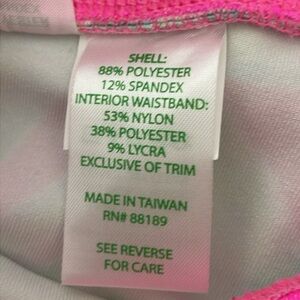 SHELL:
88% POLYESTER
12% SPANDEX
INTERIOR WAISTBAND:
53% NYLON
38% POLYESTER
9% LYCRA
EXCLUSIVE OF TRIM
MADE IN TAIWAN
RN# 88189
SEE REVERSE
FOR CARE